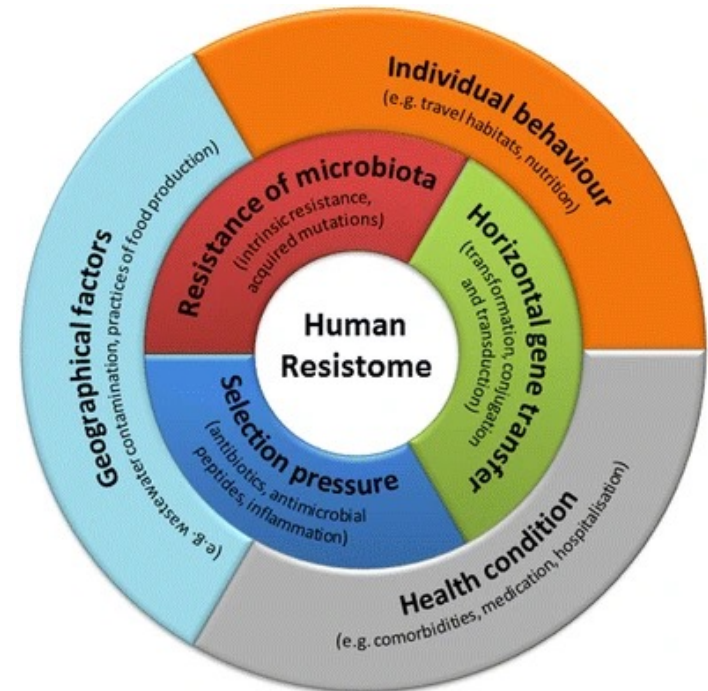 Human
Resistome
Resistance of microbiota
(intrinsic resistance,
acquired mutations)
Horizontal gene transfer
(transformation, conjugation
and transduction)
Selection pressure
(antibiotics, antimicrobial
peptides, inflammation)
Individual behaviour
(e.g. travel habitats, nutrition)
Health condition
(e.g. comorbidities, medication, hospitalisation)
Geographical factors
(e.g. wastewater contamination, practices of food production)